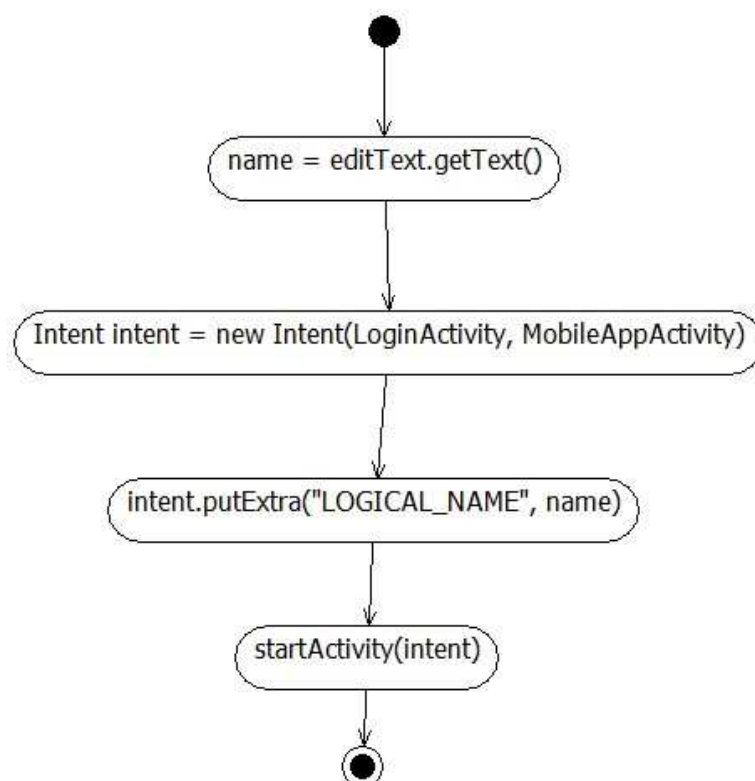 name = editText.getText()
Intent intent = new Intent(LoginActivity, MobileAppActivity)
intent.putExtra("LOGICAL_NAME", name)
startActivity(intent)